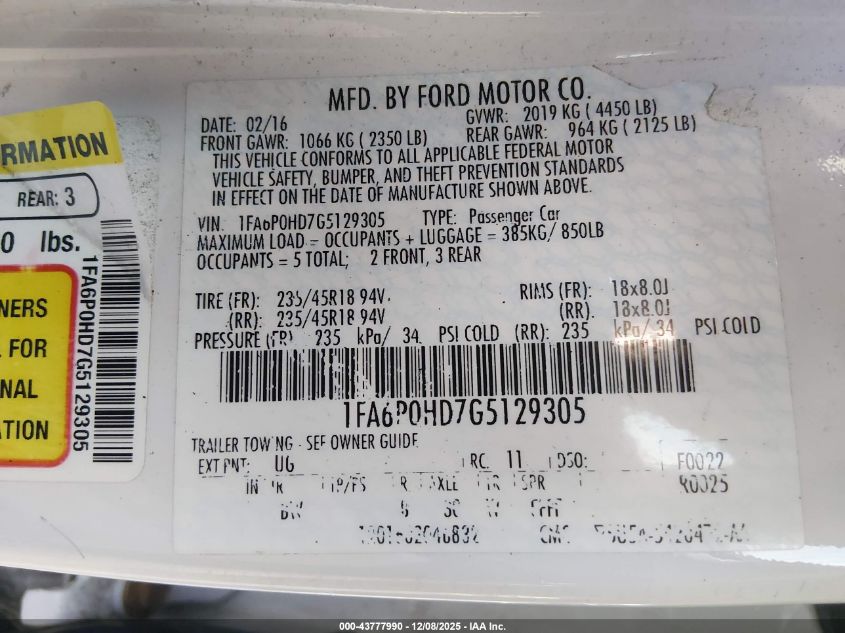 MFD. BY FORD MOTOR CO.
DATE: 02/16 GVWR: 2019 KG ( 4450 LB)
FRONT GAWR: 1066 KG ( 2350 LB) REAR GAWR: 964 KG ( 2125 LB)
THIS VEHICLE CONFORMS TO ALL APPLICABLE FEDERAL MOTOR
VEHICLE SAFETY, BUMPER, AND THEFT PREVENTION STANDARDS
IN EFFECT ON THE DATE OF MANUFACTURE SHOWN ABOVE.
VIN: 1FA6P0HD7G5129305 TYPE: Passenger Car
MAXIMUM LOAD = OCCUPANTS + LUGGAGE = 385KG/ 850LB
OCCUPANTS = 5 TOTAL; 2 FRONT, 3 REAR
TIRE (FR): 235/45R18 94V RIMS (FR): 18x8.0J
(RR): 235/45R18 94V (RR): 18x8.0J
PRESSURE (FR) 235 kPa/ 34 PSI COLD (RR): 235 kPa/ 34 PSI COLD
1FA6P0HD7G5129305
TRAILER TOWING - SEE OWNER GUIDE
EXT PNT: UG RC: 11 DSO: F0022
R0025
RMATION
REAR: 3
0 lbs.
NERS
L FOR
NAL
ATION
1FA6P0HD7G5129305
000-43777990 | 12/08/2025 - IAA Inc.